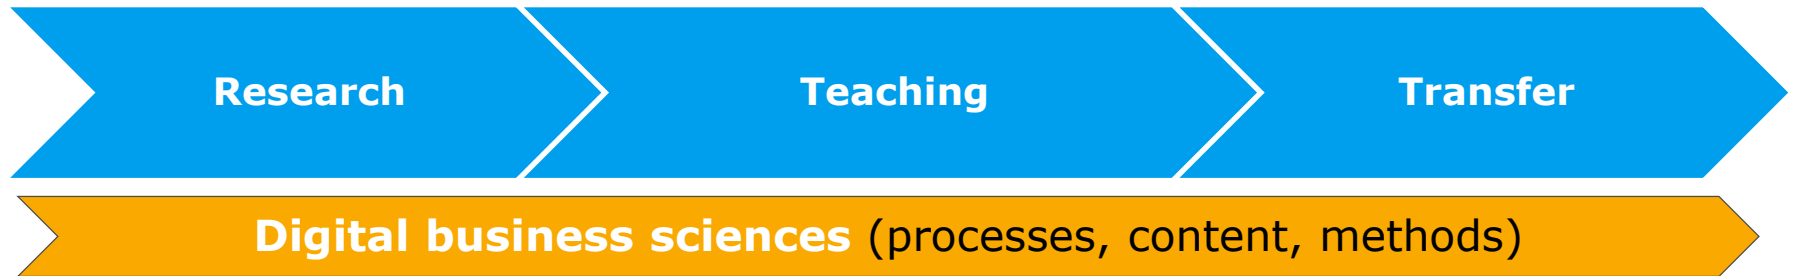 Research
Teaching
Transfer
Digital business sciences (processes, content, methods)